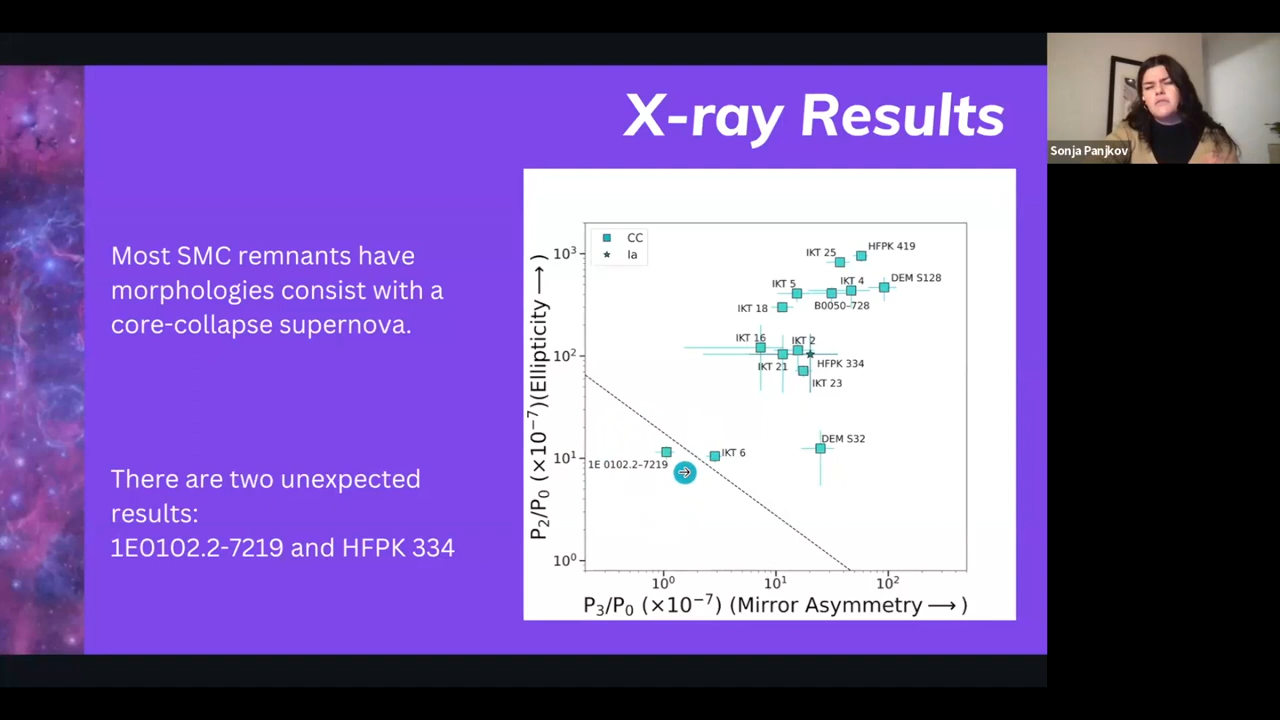 X-ray Results
Sonja Panjkov
Most SMC remnants have
morphologies consist with a
core-collapse supernova.
There are two unexpected
results:
1E0102.2-7219 and HFPK 334
CC
Ia
10³
10²
10¹
10⁰
P₂/P₀ (×10⁻⁷)(Ellipticity ⟶)
IKT 25
HFPK 419
IKT 5
IKT 4
DEM S128
IKT 18
B0050–728
IKT 16
IKT 2
IKT 21
HFPK 334
IKT 23
DEM S32
IKT 6
1E 0102.2–7219
10⁰ 10¹ 10²
P₃/P₀ (×10⁻⁷) (Mirror Asymmetry ⟶)